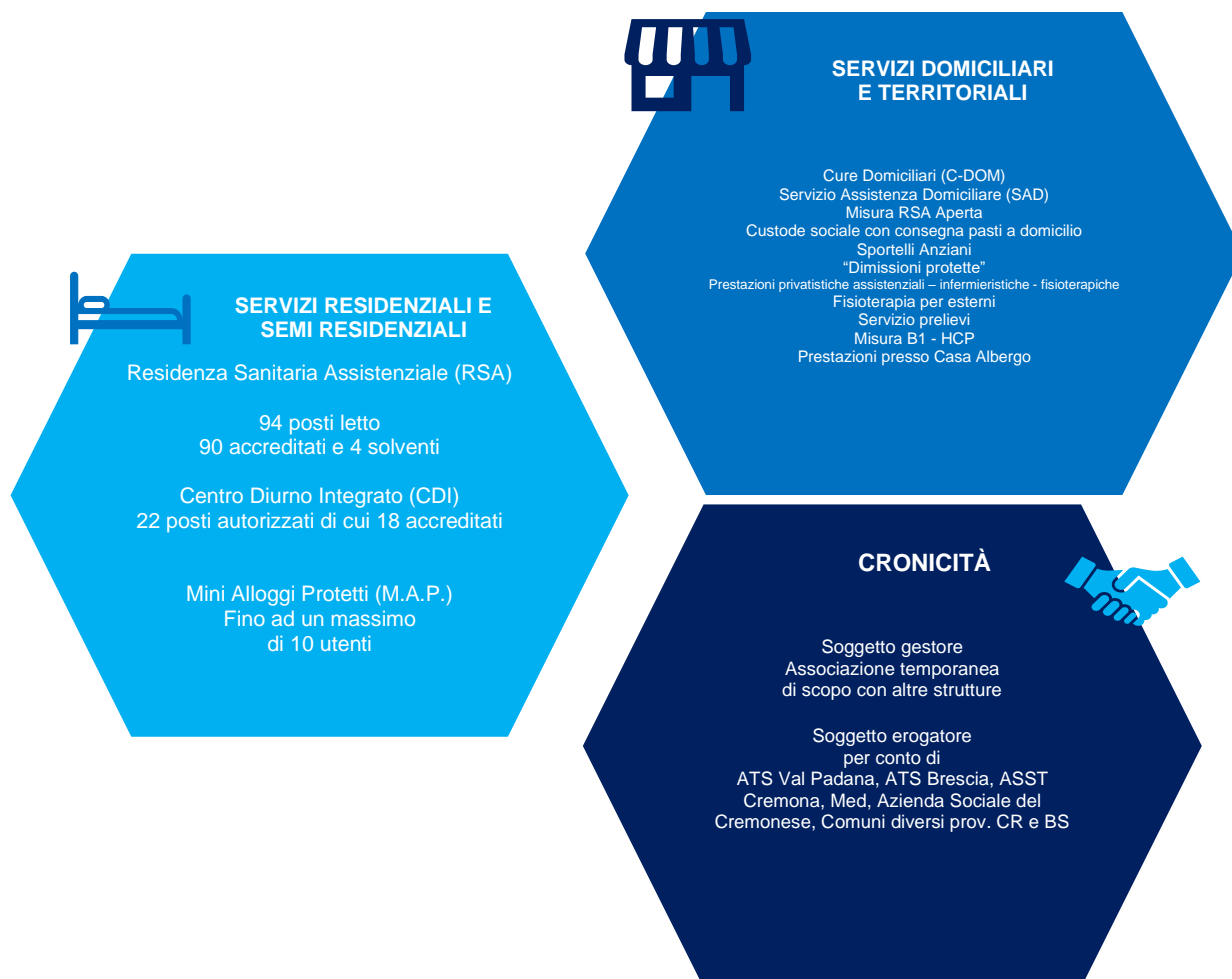 SERVIZI DOMICILIARI
E TERRITORIALI
Cure Domiciliari (C-DOM)
Servizio Assistenza Domiciliare (SAD)
Misura RSA Aperta
Custode sociale con consegna pasti a domicilio
Sportelli Anziani
“Dimissioni protette”
Prestazioni privatistiche assistenziali – infermieristiche - fisioterapiche
Fisioterapia per esterni
Servizio prelievi
Misura B1 - HCP
Prestazioni presso Casa Albergo
SERVIZI RESIDENZIALI E
SEMI RESIDENZIALI
Residenza Sanitaria Assistenziale (RSA)
94 posti letto
90 accreditati e 4 solventi
Centro Diurno Integrato (CDI)
22 posti autorizzati di cui 18 accreditati
Mini Alloggi Protetti (M.A.P.)
Fino ad un massimo
di 10 utenti
CRONICITÀ
Soggetto gestore
Associazione temporanea
di scopo con altre strutture
Soggetto erogatore
per conto di
ATS Val Padana, ATS Brescia, ASST
Cremona, Med, Azienda Sociale del
Cremonese, Comuni diversi prov. CR e BS